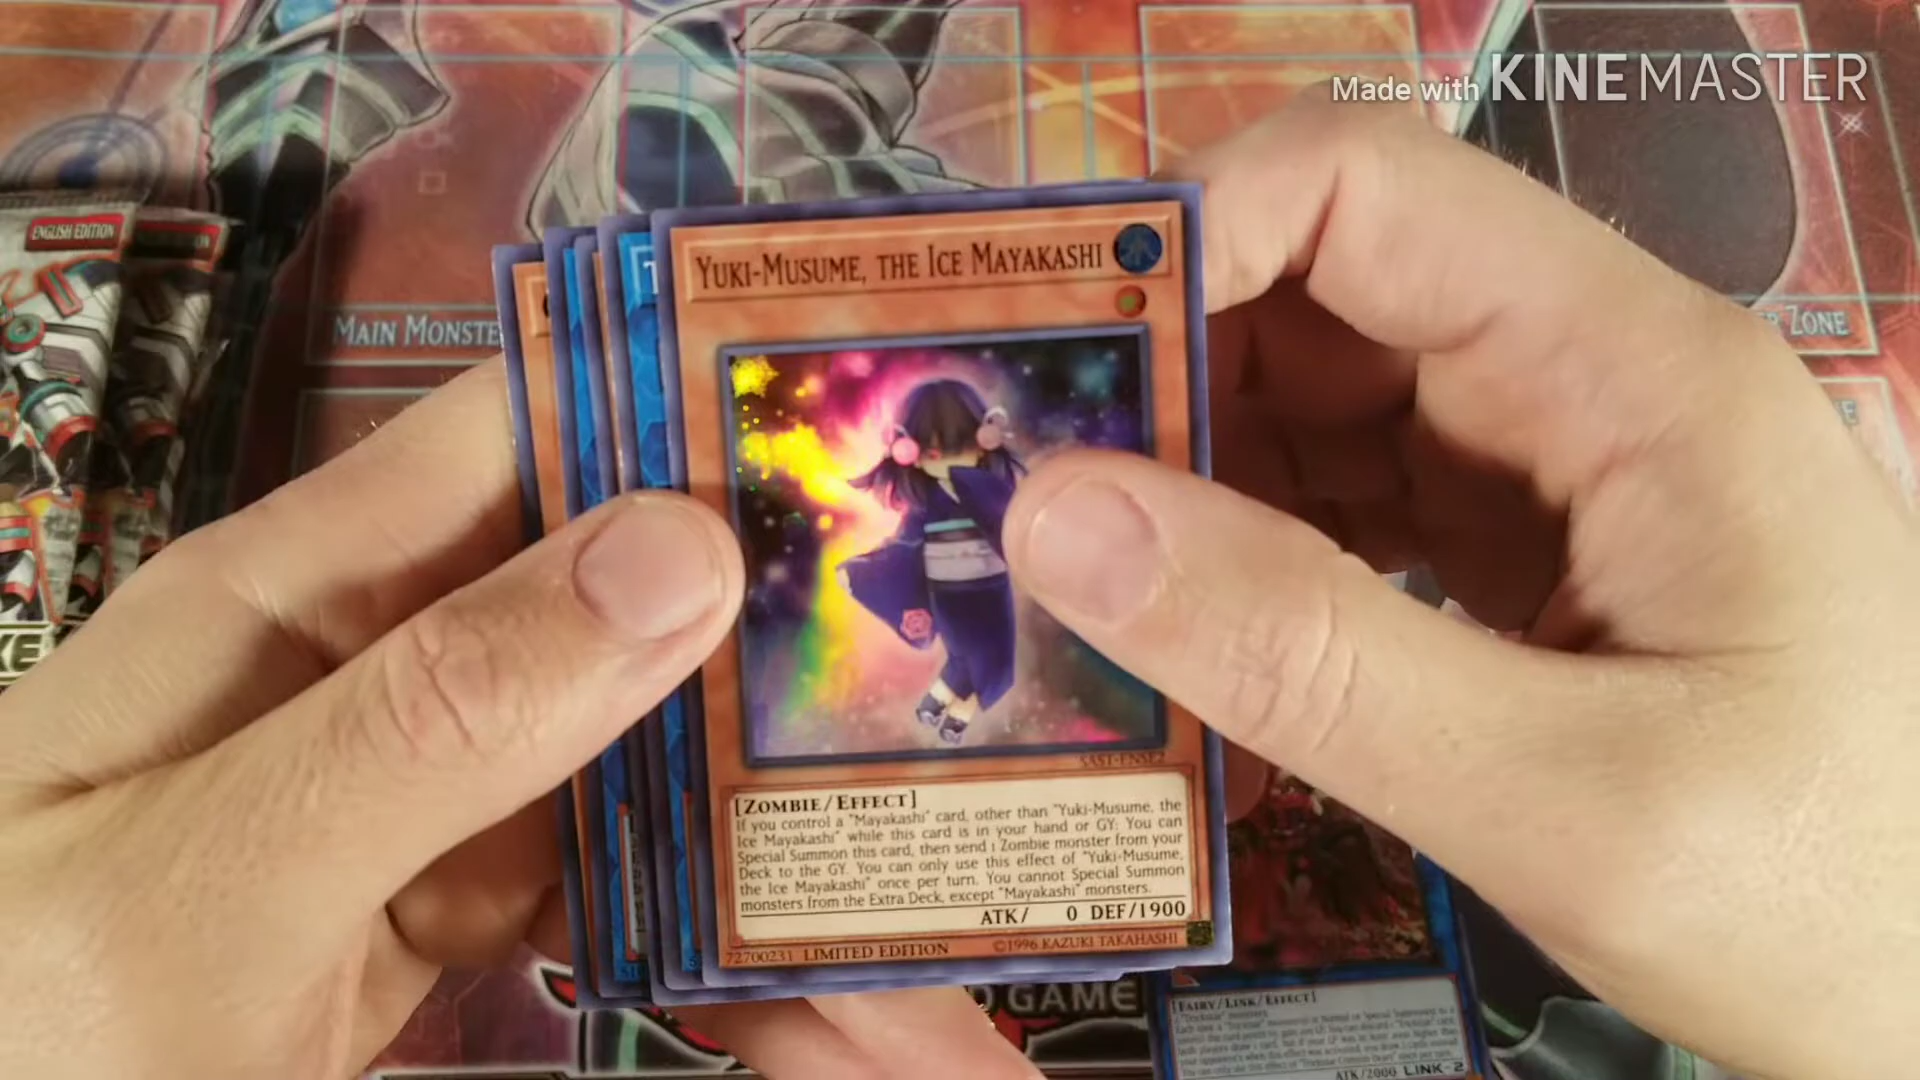 Made with KINEMASTER
ENGLISH EDITION
MAIN MONSTE
ZONE
YUKI-MUSUME, THE ICE MAYAKASHI
SAST-ENSE2
[ZOMBIE/EFFECT]
If you control a "Mayakashi" card, other than "Yuki-Musume, the
Ice Mayakashi" while this card is in your hand or GY: You can
Special Summon this card, then send 1 Zombie monster from your
Deck to the GY. You can only use this effect of "Yuki-Musume,
the Ice Mayakashi" once per turn. You cannot Special Summon
monsters from the Extra Deck, except "Mayakashi" monsters.
ATK/ 0 DEF/1900
72700231 LIMITED EDITION ©1996 KAZUKI TAKAHASHI
GAME
[FAIRY/LINK/EFFECT]
ATK/2000 LINK-2